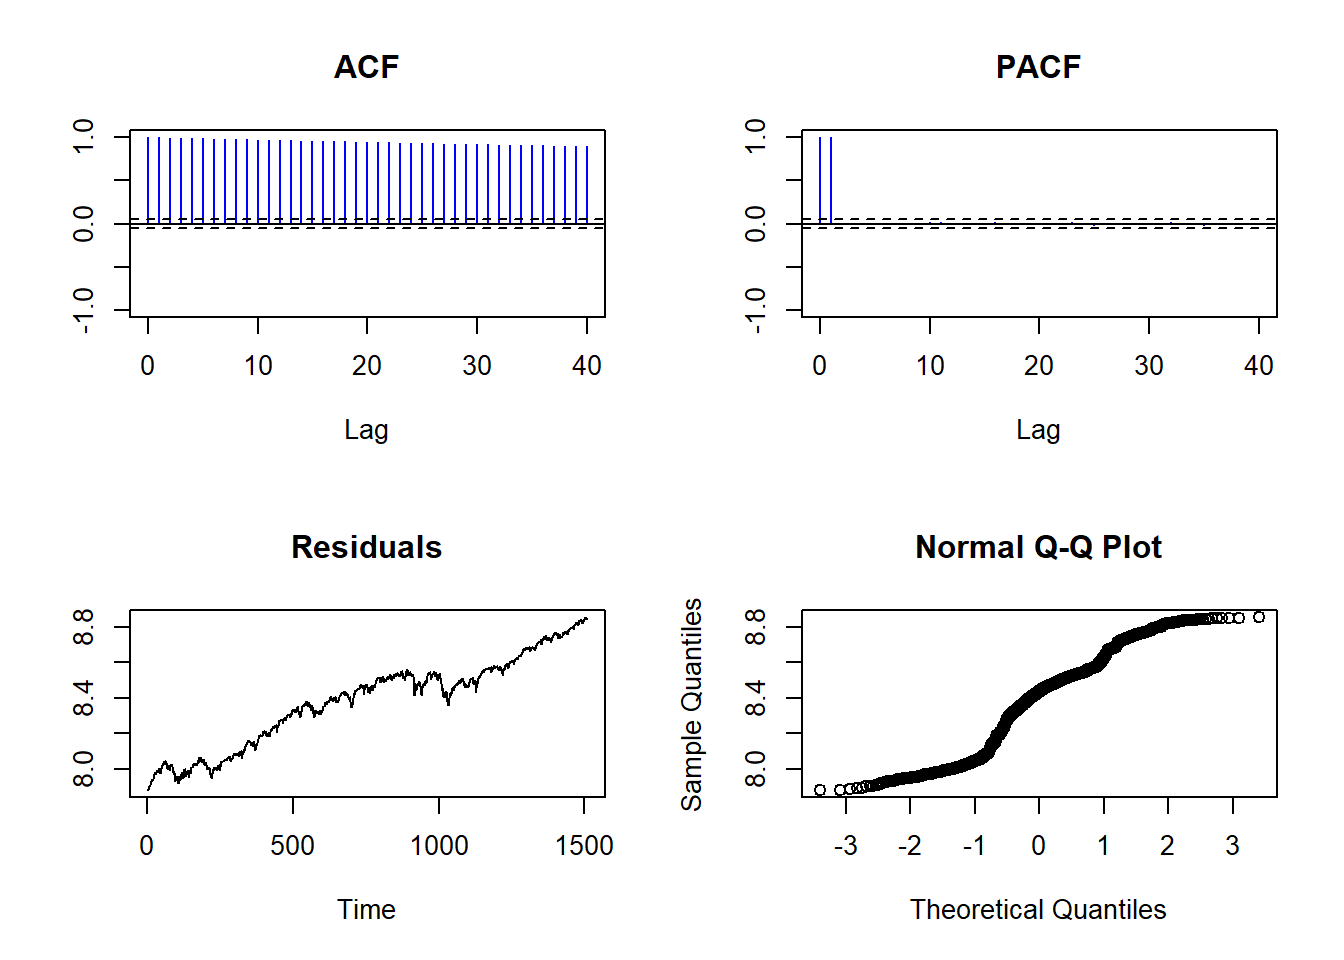 ACF
1.0
0.0
-1.0
0 10 20 30 40
Lag
PACF
1.0
0.0
-1.0
0 10 20 30 40
Lag
Residuals
8.8
8.4
8.0
0 500 1000 1500
Time
Normal Q-Q Plot
Sample Quantiles
8.8
8.4
8.0
-3 -2 -1 0 1 2 3
Theoretical Quantiles